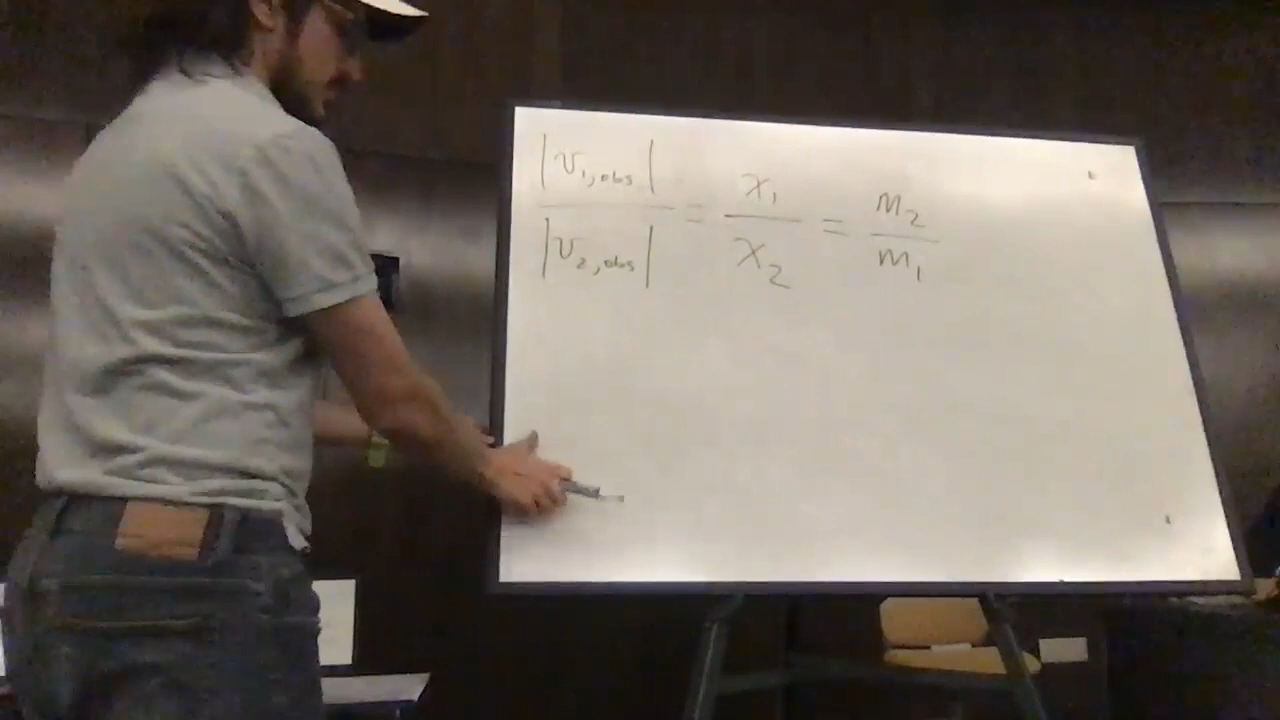 |v₁,obs| / |v₂,obs| = x₁ / x₂ = m₂ / m₁